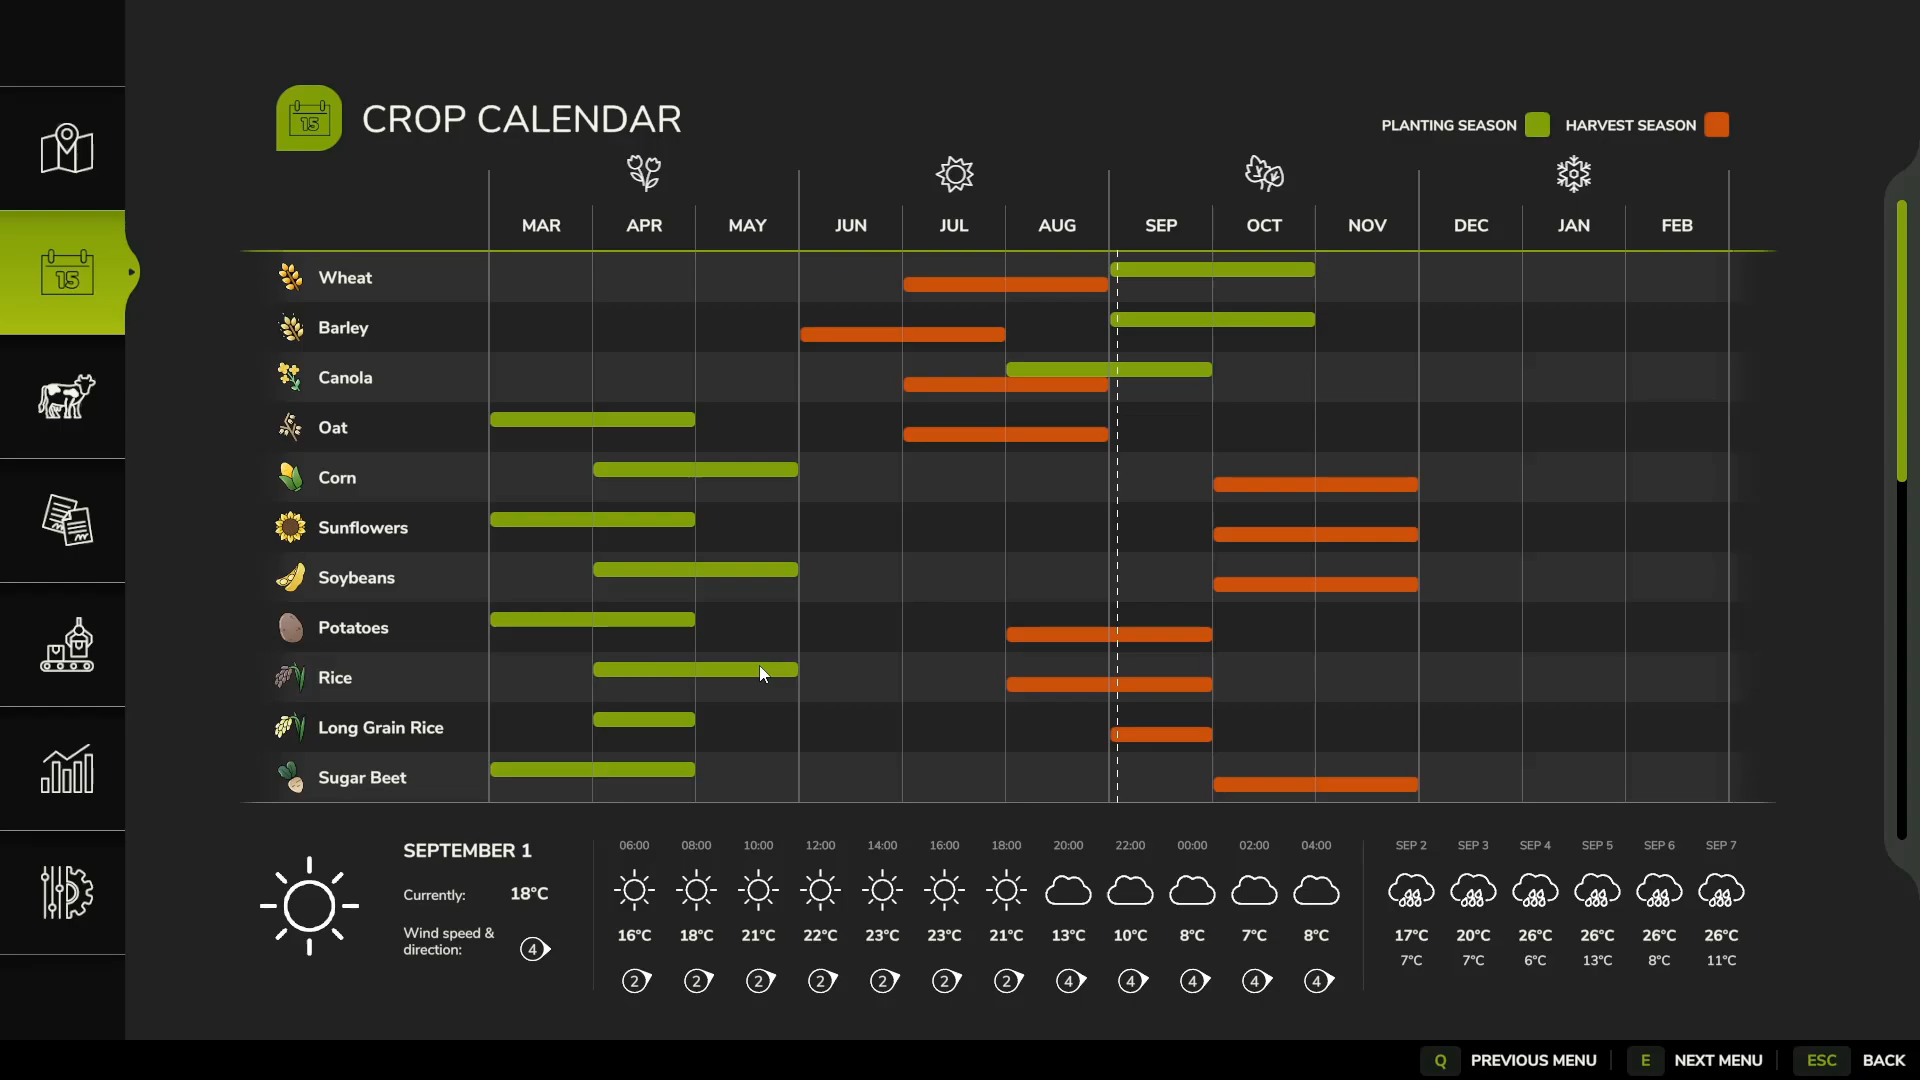 15
CROP CALENDAR
PLANTING SEASON
HARVEST SEASON
MAR APR MAY JUN JUL AUG SEP OCT NOV DEC JAN FEB
15
Wheat
Barley
Canola
Oat
Corn
Sunflowers
Soybeans
Potatoes
Rice
Long Grain Rice
Sugar Beet
SEPTEMBER 1
Currently: 18°C
Wind speed &
direction: 4
06:00 08:00 10:00 12:00 14:00 16:00 18:00 20:00 22:00 00:00 02:00 04:00
16°C 18°C 21°C 22°C 23°C 23°C 21°C 13°C 10°C 8°C 7°C 8°C
2 2 2 2 2 2 2 4 4 4 4 4
SEP 2 SEP 3 SEP 4 SEP 5 SEP 6 SEP 7
17°C 20°C 26°C 26°C 26°C 26°C
7°C 7°C 6°C 13°C 8°C 11°C
Q PREVIOUS MENU E NEXT MENU ESC BACK